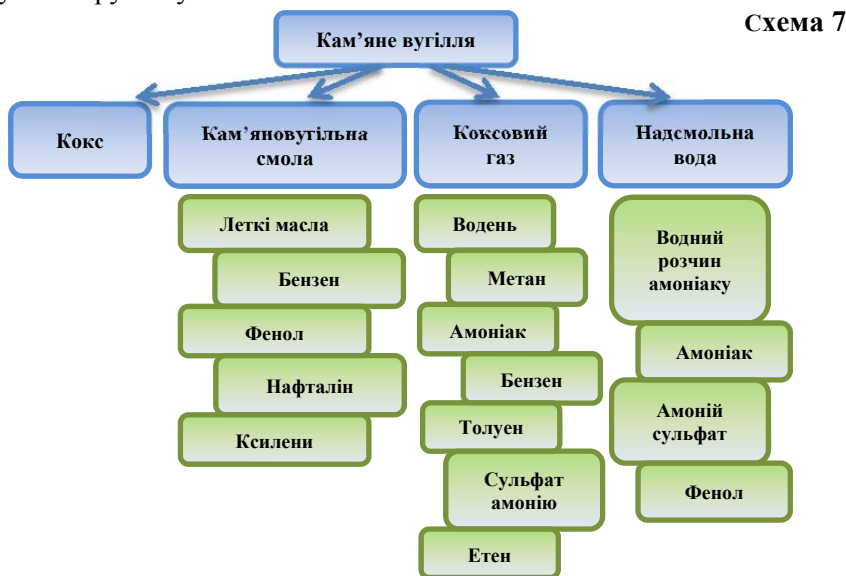 Схема 7
Кам’яне вугілля
Кокс
Кам’яновугільна
смола
Коксовий
газ
Надсмольна
вода
Леткі масла
Бензен
Фенол
Нафталін
Ксилени
Водень
Метан
Амоніак
Бензен
Толуен
Сульфат
амонію
Етен
Водний
розчин
амоніаку
Амоніак
Амоній
сульфат
Фенол